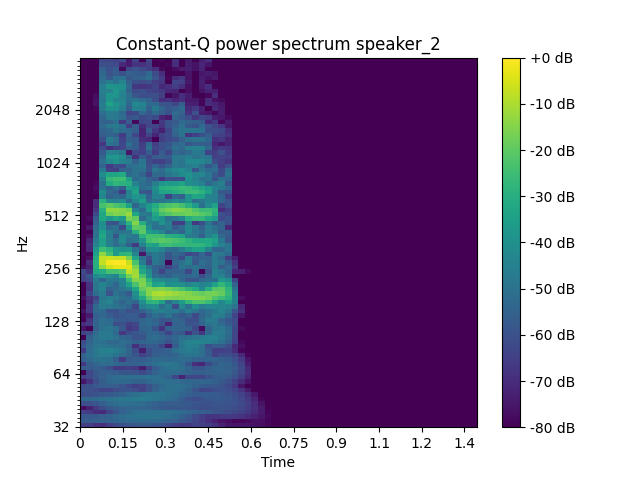 Constant-Q power spectrum speaker_2
+0 dB
2048
-10 dB
1024
-20 dB
512
-30 dB
Hz
-40 dB
256
-50 dB
128
-60 dB
64
-70 dB
32
-80 dB
0 0.15 0.3 0.45 0.6 0.75 0.9 1.1 1.2 1.4
Time